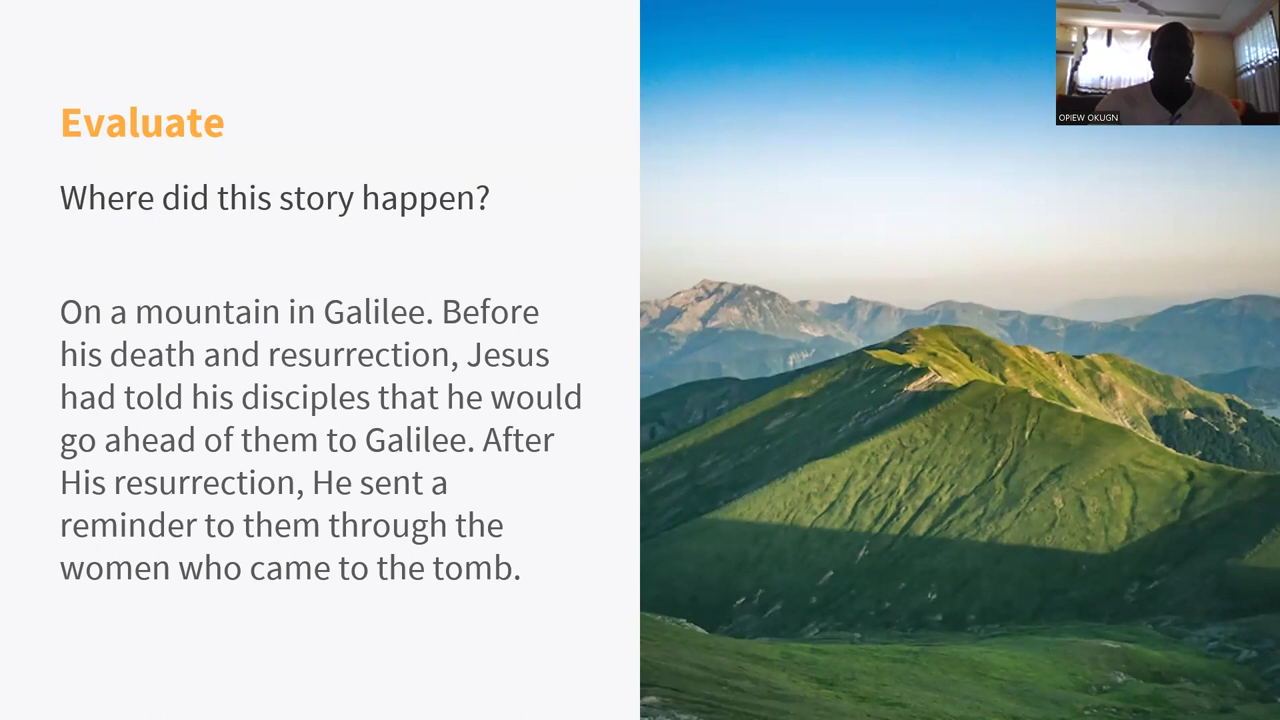 Evaluate
Where did this story happen?
On a mountain in Galilee. Before
his death and resurrection, Jesus
had told his disciples that he would
go ahead of them to Galilee. After
His resurrection, He sent a
reminder to them through the
women who came to the tomb.
OPIEW OKUGN